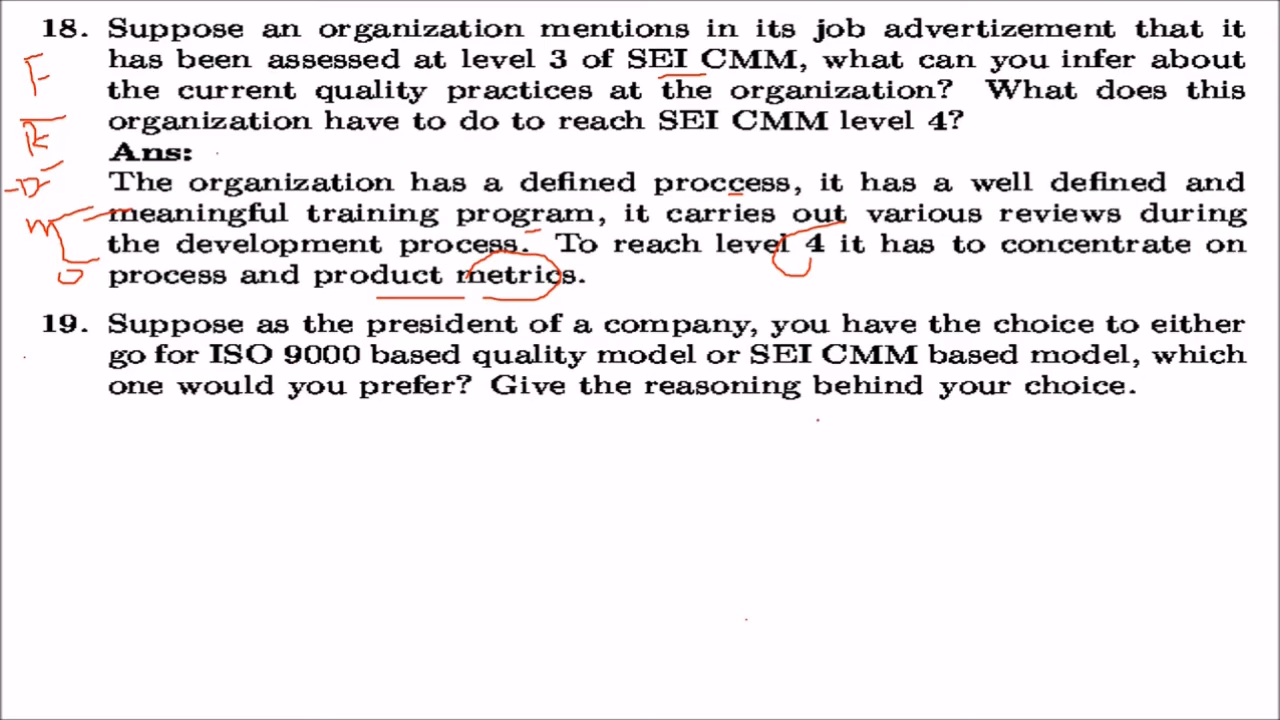 18. Suppose an organization mentions in its job advertizement that it
has been assessed at level 3 of SEI CMM, what can you infer about
the current quality practices at the organization? What does this
organization have to do to reach SEI CMM level 4?
Ans:
The organization has a defined proccess, it has a well defined and
meaningful training program, it carries out various reviews during
the development process. To reach level 4 it has to concentrate on
process and product metrics.
19. Suppose as the president of a company, you have the choice to either
go for ISO 9000 based quality model or SEI CMM based model, which
one would you prefer? Give the reasoning behind your choice.